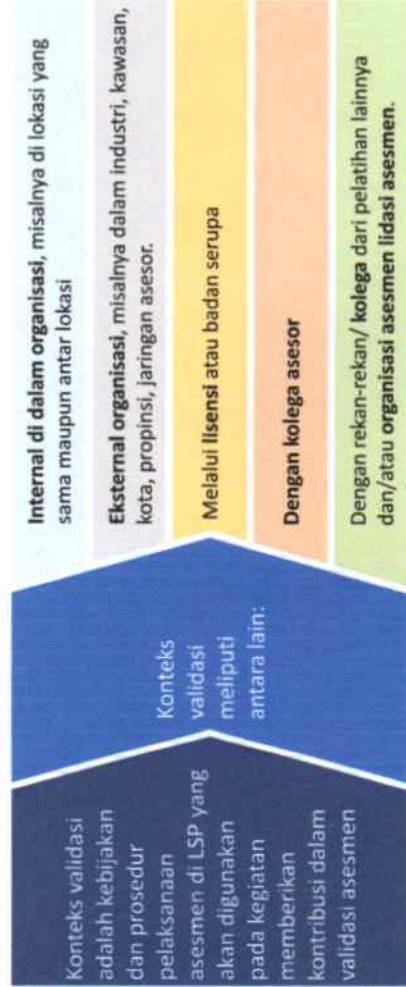 Konteks validasi
adalah kebijakan
dan prosedur
pelaksanaan
asesmen di LSP yang
akan digunakan
pada kegiatan
memberikan
kontribusi dalam
validasi asesmen
Konteks
validasi
meliputi
antara lain:
Internal di dalam organisasi, misalnya di lokasi yang
sama maupun antar lokasi
Eksternal organisasi, misalnya dalam industri, kawasan,
kota, propinsi, jaringan asesor.
Melalui lisensi atau badan serupa
Dengan kolega asesor
Dengan rekan-rekan/ kolega dari pelatihan lainnya
dan/atau organisasi asesmen lidasi asesmen.